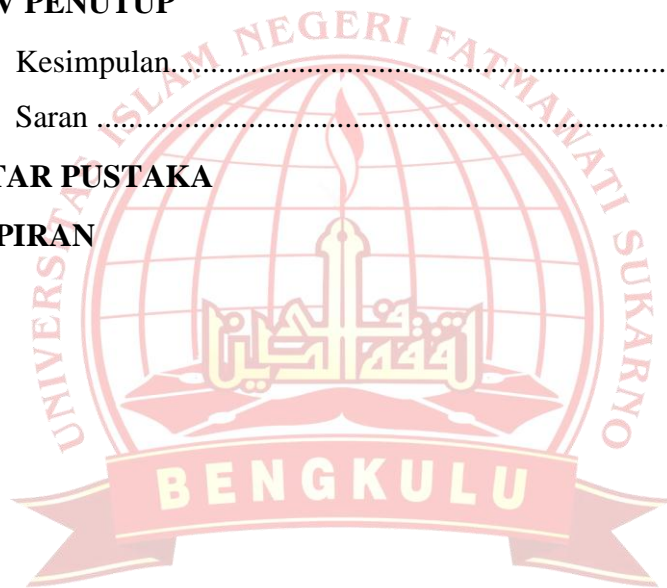 V PENUTUP
Kesimpulan
Saran
TAR PUSTAKA
PIRAN
UNIVERSITAS ISLAM NEGERI FATMAWATI SUKARNO
BENGKULU